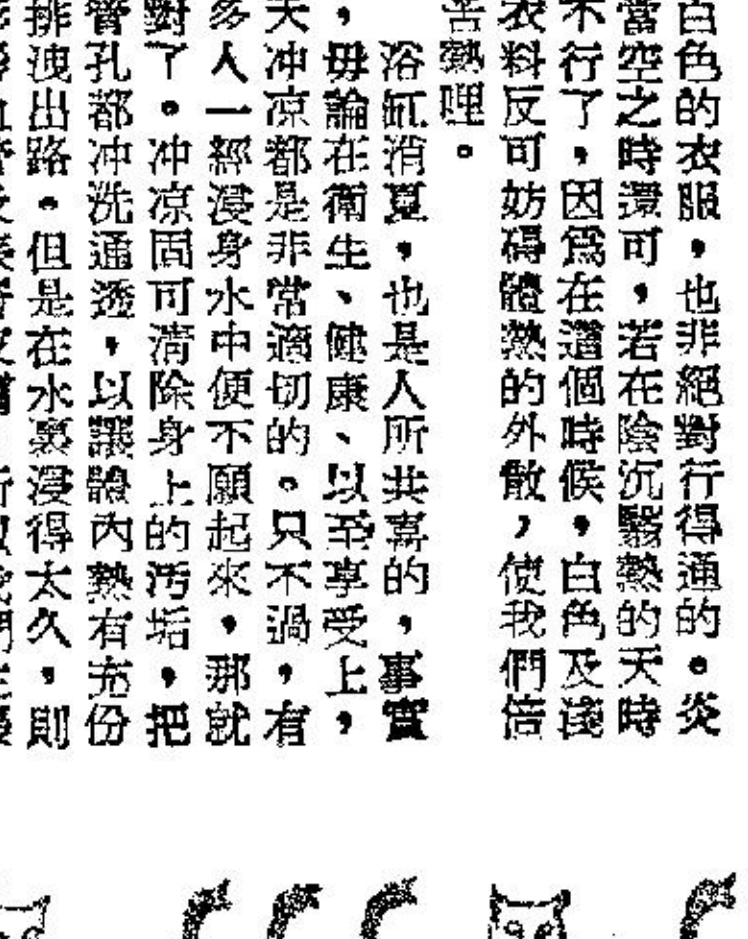 白色的衣服，也非絕對行得通的。炎
當空之時還可，若在陰沉翳熱的天時
不行了，因爲在這個時候，白色及淺
衣料反可妨碍體熱的外散，使我們倍
苦熱哩。
浴缸消夏，也是人所共喜的，事實
，毋論在衞生、健康、以至享受上，
天冲凉都是非常適切的。只不過，有
多人一經浸身水中便不願起來，那就
對了。冲凉固可清除身上的汚垢，把
管孔都冲洗通透，以讓體內熱有充份
排洩出路。但是在水裏浸得太久，則